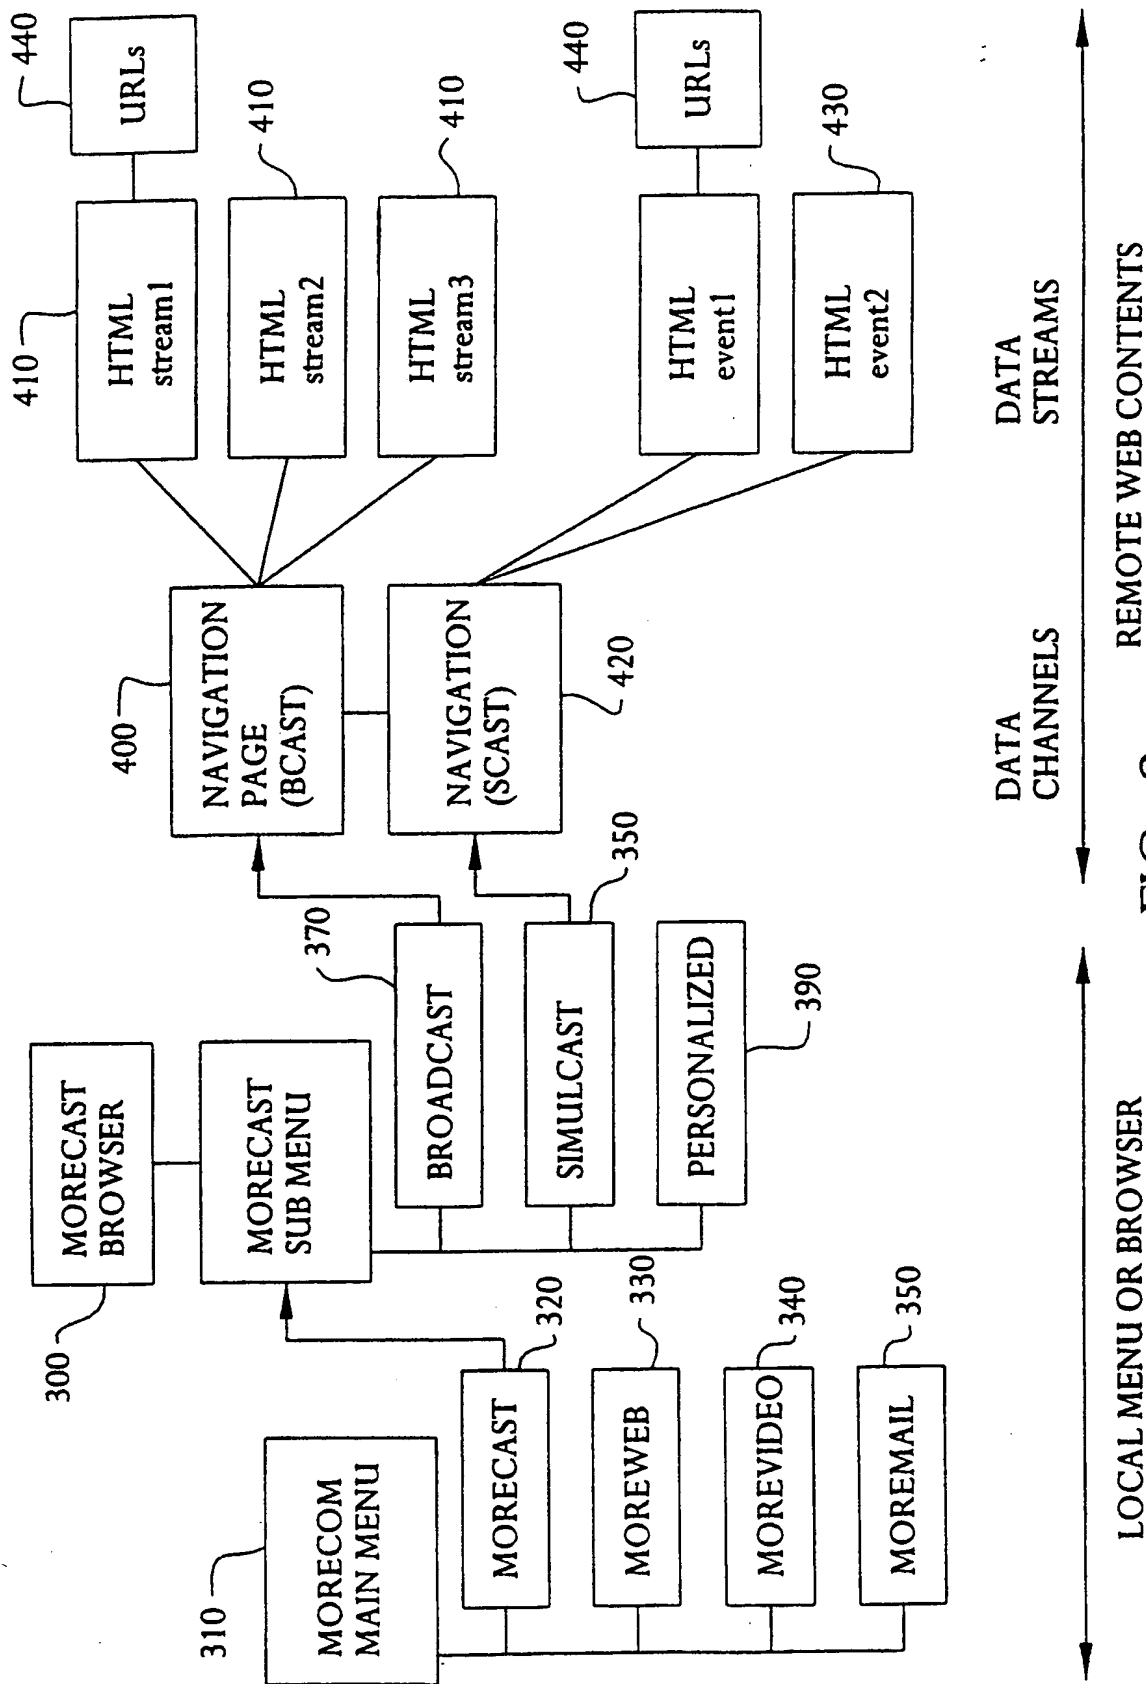 310
MORECOM
MAIN MENU
MORECAST
320
MOREWEB
330
MOREVIDEO
340
MOREMAIL
350
300
MORECAST
BROWSER
MORECAST
SUB MENU
BROADCAST
370
SIMULCAST
350
PERSONALIZED
390
400
NAVIGATION
PAGE
(BCAST)
NAVIGATION
(SCAST)
420
410
HTML
stream1
URLs
440
HTML
stream2
410
HTML
stream3
410
HTML
event1
URLs
440
HTML
event2
430
DATA
CHANNELS
DATA
STREAMS
LOCAL MENU OR BROWSER
REMOTE WEB CONTENTS